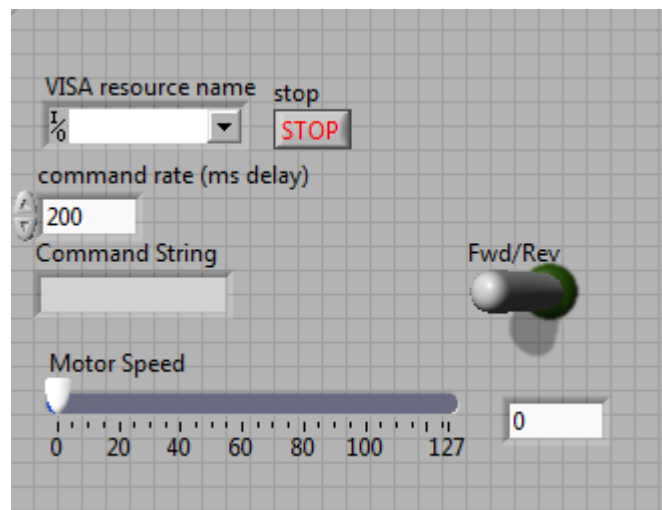 VISA resource name
stop
I/O
STOP
command rate (ms delay)
200
Command String
Fwd/Rev
Motor Speed
0
0 20 40 60 80 100 127